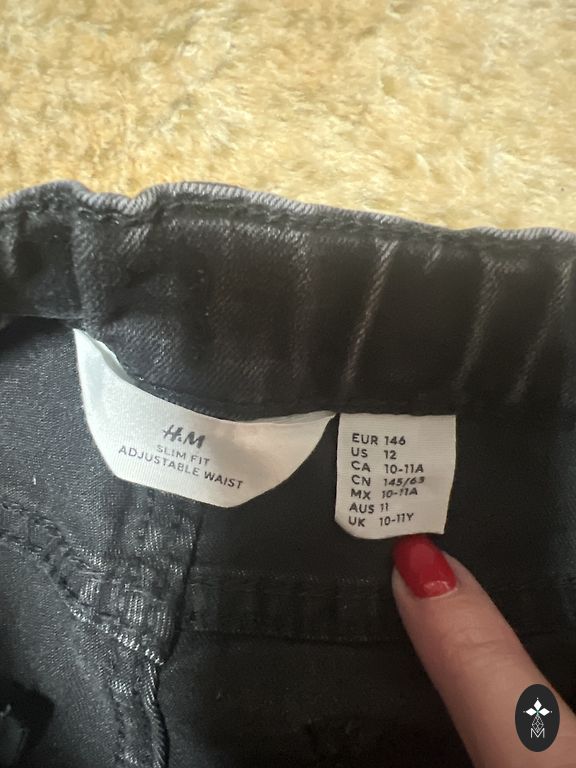 H&M
SLIM FIT
ADJUSTABLE WAIST
EUR 146
US 12
CA 10-11A
CN 145/63
MX 10-11A
AUS 11
UK 10-11Y
M